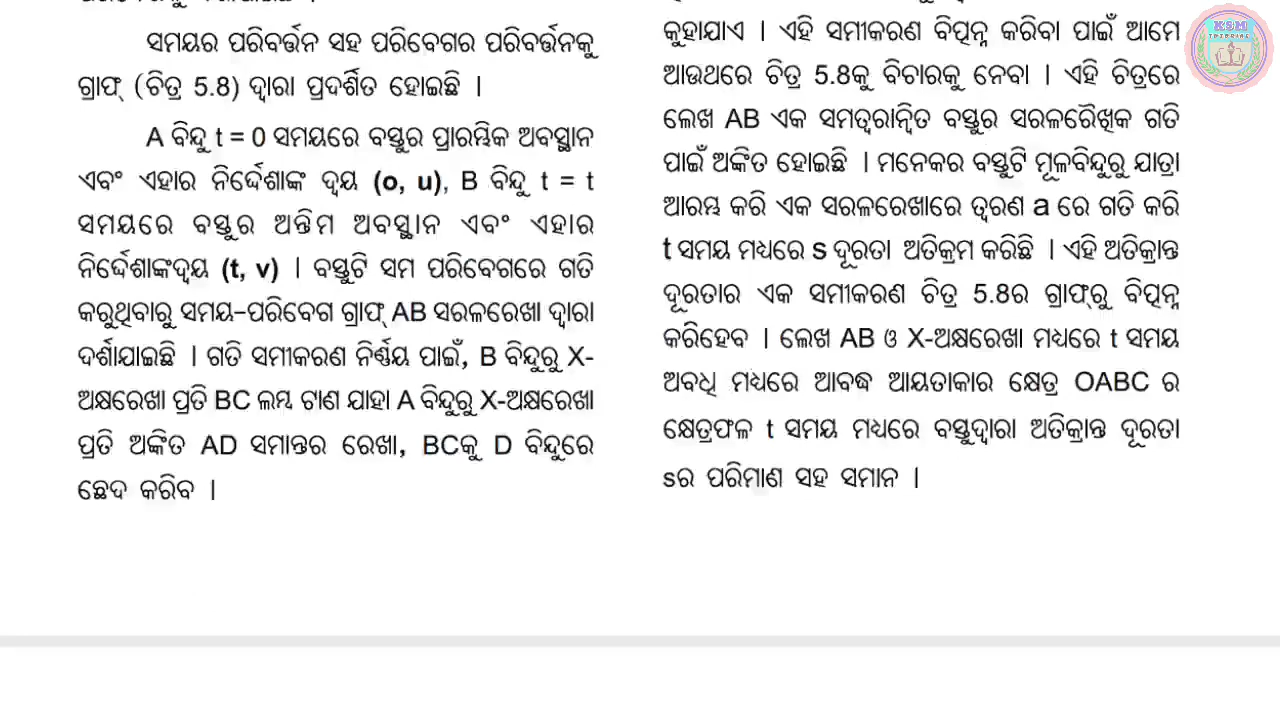 ସମୟର ପରିବର୍ତ୍ତନ ସହ ପରିବେଗର ପରିବର୍ତ୍ତନକୁ
ଗ୍ରାଫ୍ (ଚିତ୍ର 5.8) ଦ୍ୱାରା ପ୍ରଦର୍ଶିତ ହୋଇଛି ।
A ବିନ୍ଦୁ t = 0 ସମୟରେ ବସ୍ତୁର ପ୍ରାରମ୍ଭିକ ଅବସ୍ଥାନ
ଏବଂ ଏହାର ନିର୍ଦ୍ଦେଶାଙ୍କ ଦ୍ୱୟ (o, u), B ବିନ୍ଦୁ t = t
ସମୟରେ ବସ୍ତୁର ଅନ୍ତିମ ଅବସ୍ଥାନ ଏବଂ ଏହାର
ନିର୍ଦ୍ଦେଶାଙ୍କଦ୍ୱୟ (t, v) । ବସ୍ତୁଟି ସମ ପରିବେଗରେ ଗତି
କରୁଥିବାରୁ ସମୟ-ପରିବେଗ ଗ୍ରାଫ୍ AB ସରଳରେଖା ଦ୍ୱାରା
ଦର୍ଶାଯାଇଛି । ଗତି ସମୀକରଣ ନିର୍ଣ୍ଣୟ ପାଇଁ, B ବିନ୍ଦୁରୁ X-
ଅକ୍ଷରେଖା ପ୍ରତି BC ଲମ୍ବ ଟାଣ ଯାହା A ବିନ୍ଦୁରୁ X-ଅକ୍ଷରେଖା
ପ୍ରତି ଅଙ୍କିତ AD ସମାନ୍ତର ରେଖା, BCକୁ D ବିନ୍ଦୁରେ
ଛେଦ କରିବ ।
କୁହାଯାଏ । ଏହି ସମୀକରଣ ବିତ୍ପନ୍ନ କରିବା ପାଇଁ ଆମେ
ଆଉଥରେ ଚିତ୍ର 5.8କୁ ବିଚାରକୁ ନେବା । ଏହି ଚିତ୍ରରେ
ଲେଖ AB ଏକ ସମତ୍ୱରାନ୍ୱିତ ବସ୍ତୁର ସରଳରୈଖିକ ଗତି
ପାଇଁ ଅଙ୍କିତ ହୋଇଛି । ମନେକର ବସ୍ତୁଟି ମୂଳବିନ୍ଦୁରୁ ଯାତ୍ରା
ଆରମ୍ଭ କରି ଏକ ସରଳରେଖାରେ ତ୍ୱରଣ a ରେ ଗତି କରି
t ସମୟ ମଧ୍ୟରେ s ଦୂରତା ଅତିକ୍ରମ କରିଛି । ଏହି ଅତିକ୍ରାନ୍ତ
ଦୂରତାର ଏକ ସମୀକରଣ ଚିତ୍ର 5.8ର ଗ୍ରାଫ୍‌ରୁ ବିତ୍ପନ୍ନ
କରିହେବ । ଲେଖ AB ଓ X-ଅକ୍ଷରେଖା ମଧ୍ୟରେ t ସମୟ
ଅବଧି ମଧ୍ୟରେ ଆବଦ୍ଧ ଆୟତାକାର କ୍ଷେତ୍ର OABC ର
କ୍ଷେତ୍ରଫଳ t ସମୟ ମଧ୍ୟରେ ବସ୍ତୁଦ୍ୱାରା ଅତିକ୍ରାନ୍ତ ଦୂରତା
sର ପରିମାଣ ସହ ସମାନ ।
KSM